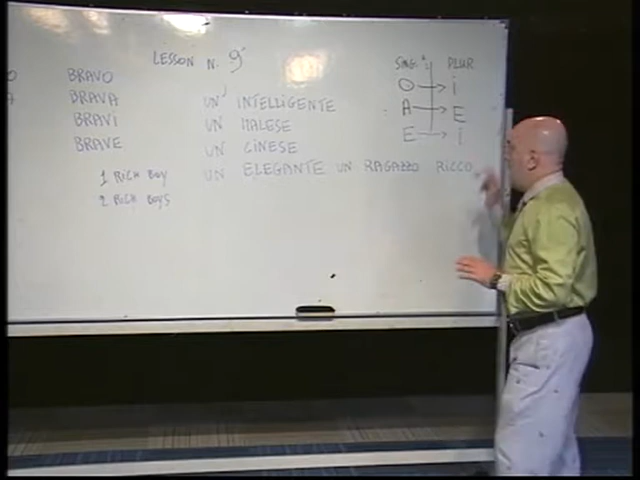 LESSON N. 9
SING. PLUR
O → i
A → E
E → i
O BRAVO
A BRAVA
BRAVi
BRAVE
UN' INTELLiGENTE
UN
UN CiNESE
UN ELEGANTE UN RAGAZZO RiCCO
1 RiCH BOY
2 RiCH BOYS